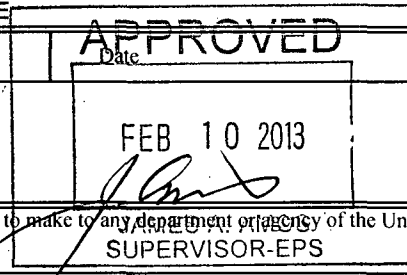 APPROVED
Date
FEB 10 2013
to make to any department or agency of the Un
SUPERVISOR-EPS